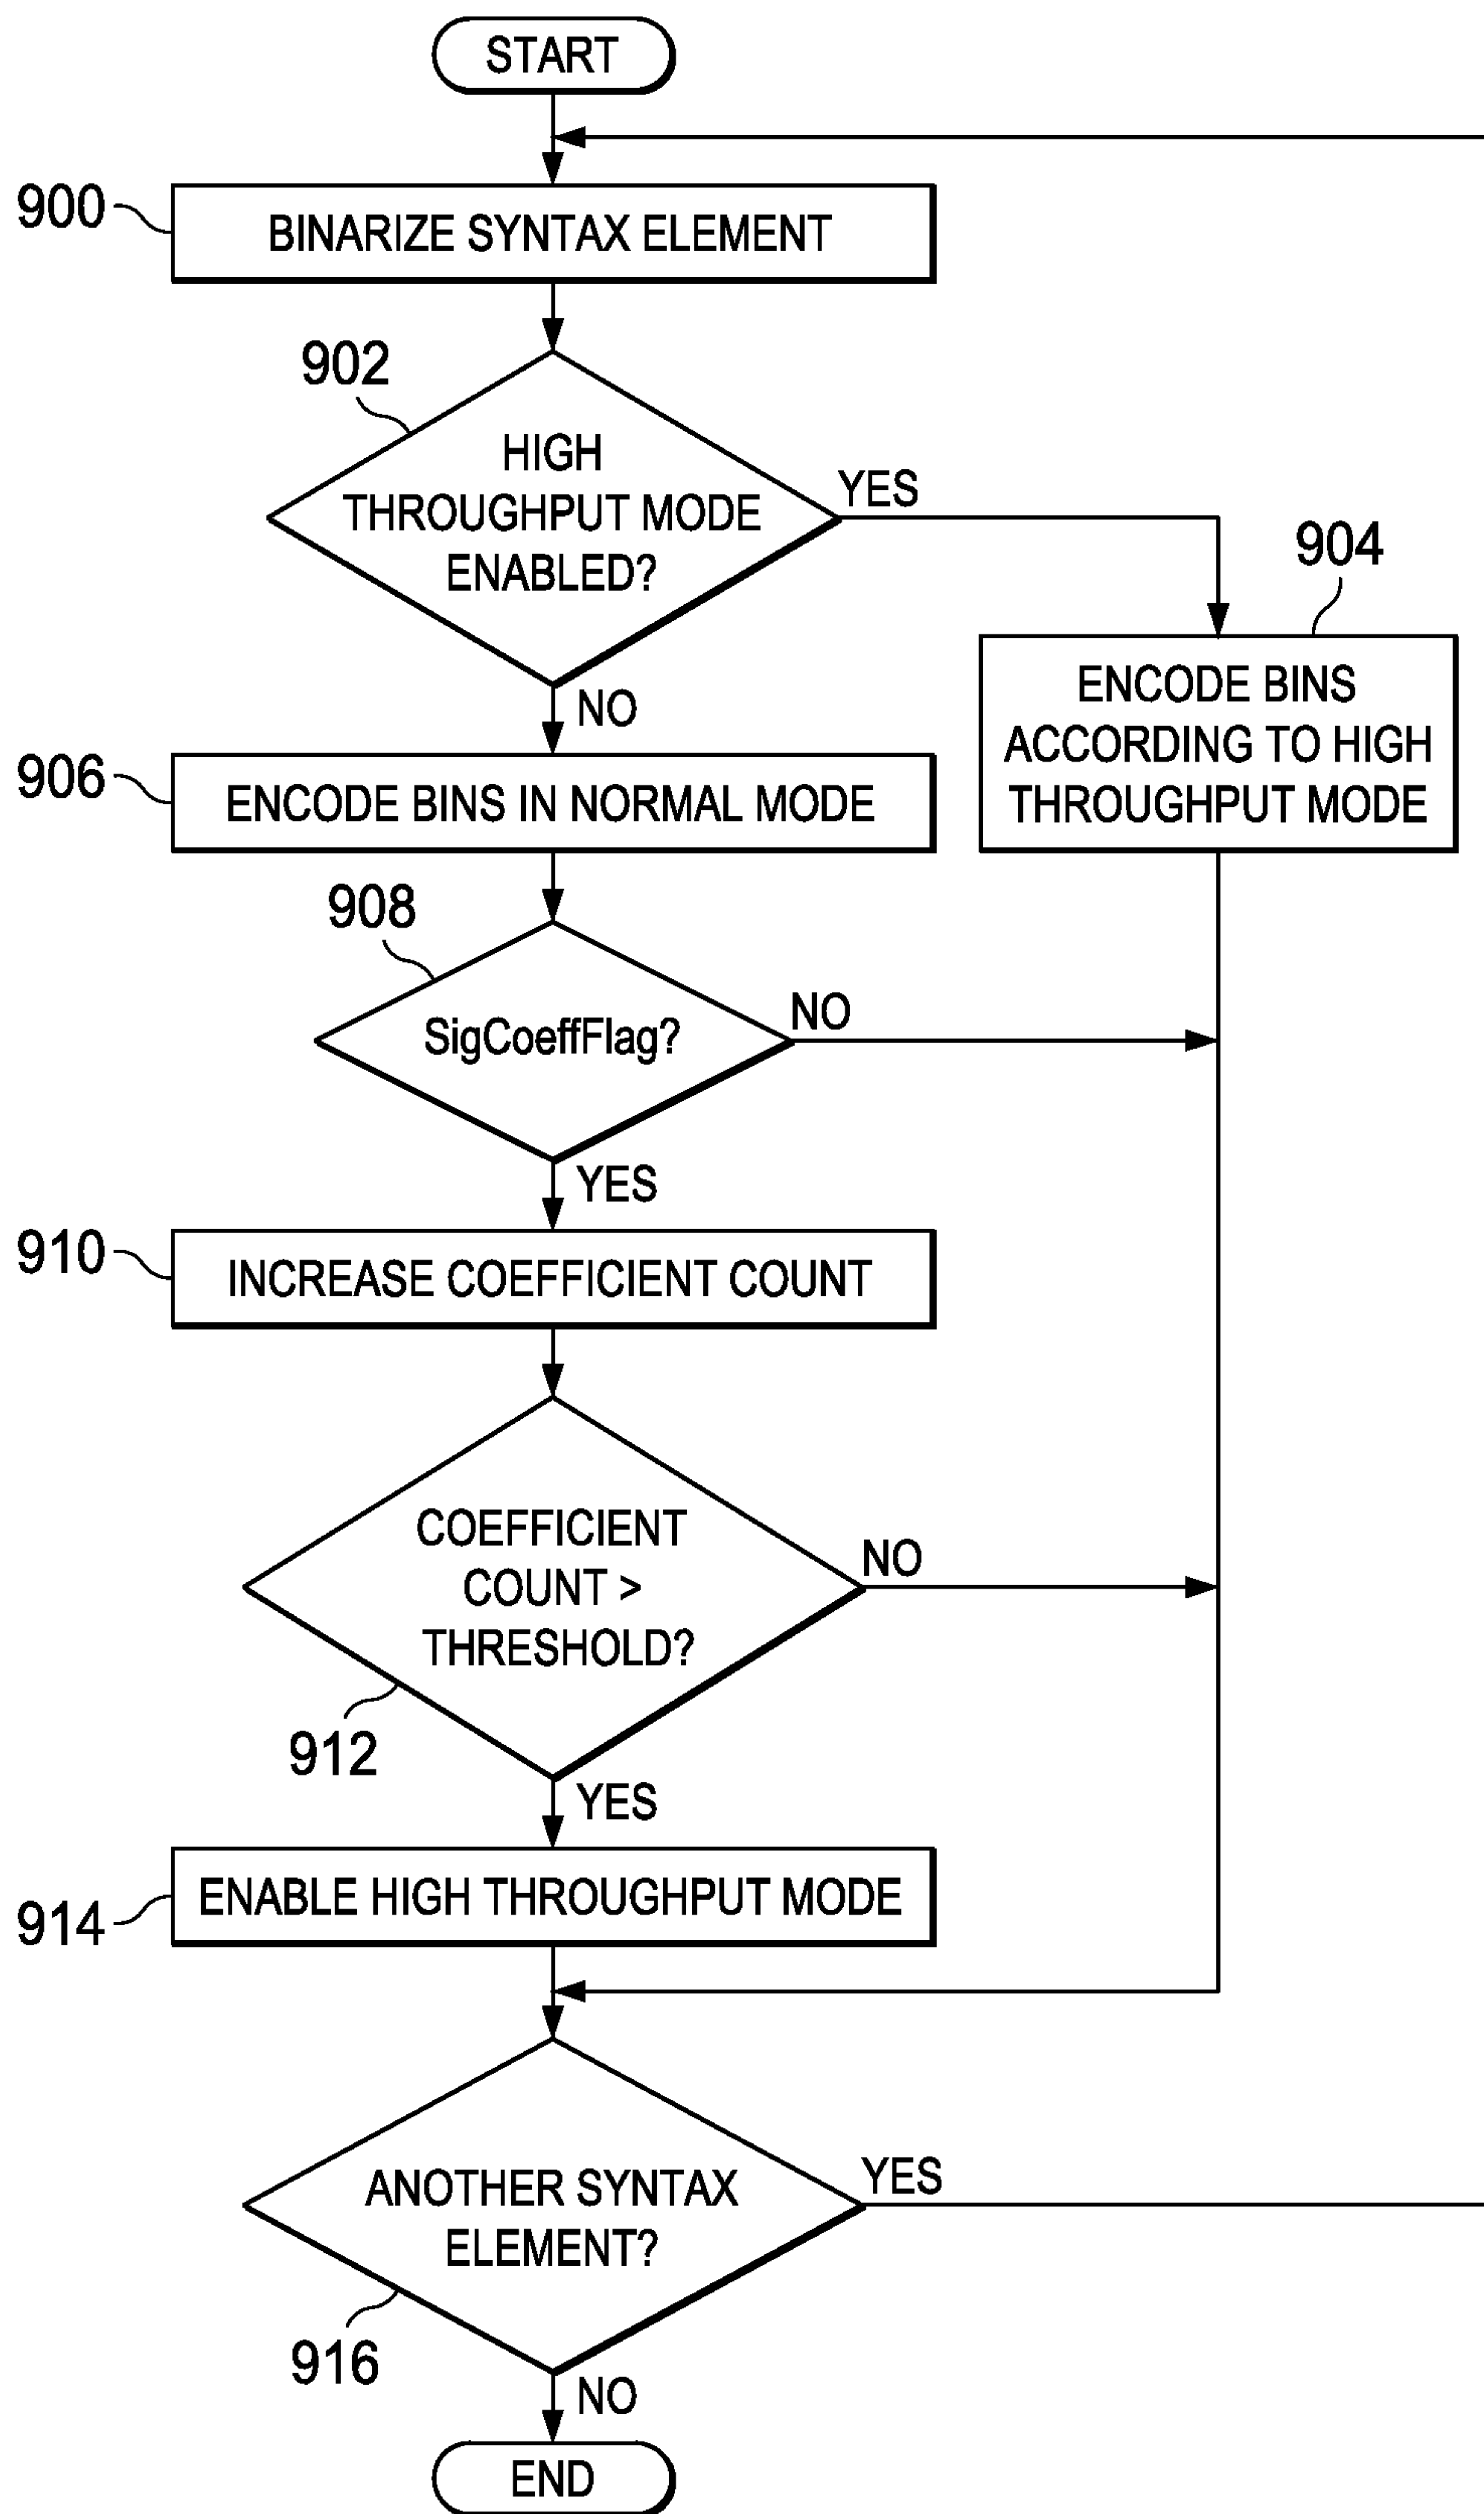 START
900
BINARIZE SYNTAX ELEMENT
902
HIGH
THROUGHPUT MODE
ENABLED?
YES
904
ENCODE BINS
ACCORDING TO HIGH
THROUGHPUT MODE
NO
906
ENCODE BINS IN NORMAL MODE
908
SigCoeffFlag?
NO
YES
910
INCREASE COEFFICIENT COUNT
COEFFICIENT
COUNT >
THRESHOLD?
NO
912
YES
914
ENABLE HIGH THROUGHPUT MODE
ANOTHER SYNTAX
ELEMENT?
YES
916
NO
END